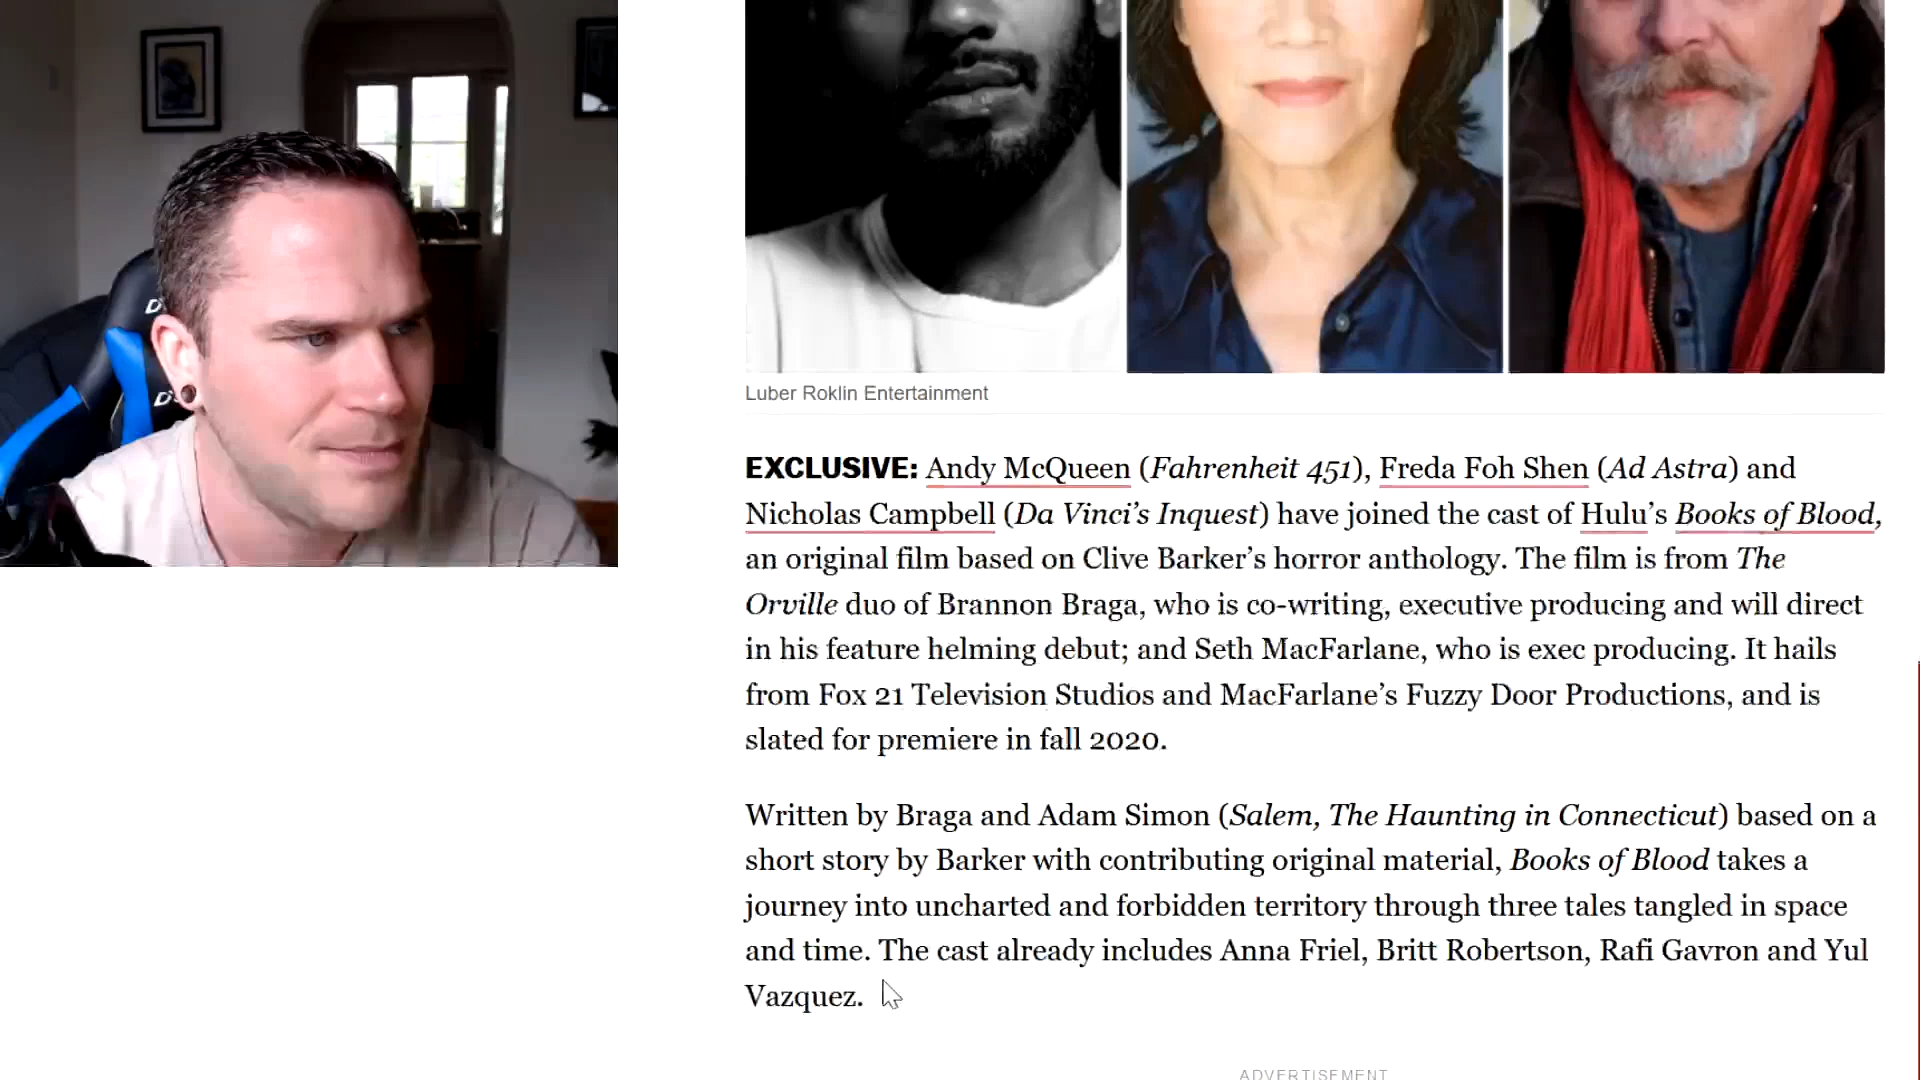 D
D
Luber Roklin Entertainment
EXCLUSIVE: Andy McQueen (Fahrenheit 451), Freda Foh Shen (Ad Astra) and
Nicholas Campbell (Da Vinci’s Inquest) have joined the cast of Hulu’s Books of Blood,
an original film based on Clive Barker’s horror anthology. The film is from The
Orville duo of Brannon Braga, who is co-writing, executive producing and will direct
in his feature helming debut; and Seth MacFarlane, who is exec producing. It hails
from Fox 21 Television Studios and MacFarlane’s Fuzzy Door Productions, and is
slated for premiere in fall 2020.
Written by Braga and Adam Simon (Salem, The Haunting in Connecticut) based on a
short story by Barker with contributing original material, Books of Blood takes a
journey into uncharted and forbidden territory through three tales tangled in space
and time. The cast already includes Anna Friel, Britt Robertson, Rafi Gavron and Yul
Vazquez.
ADVERTISEMENT